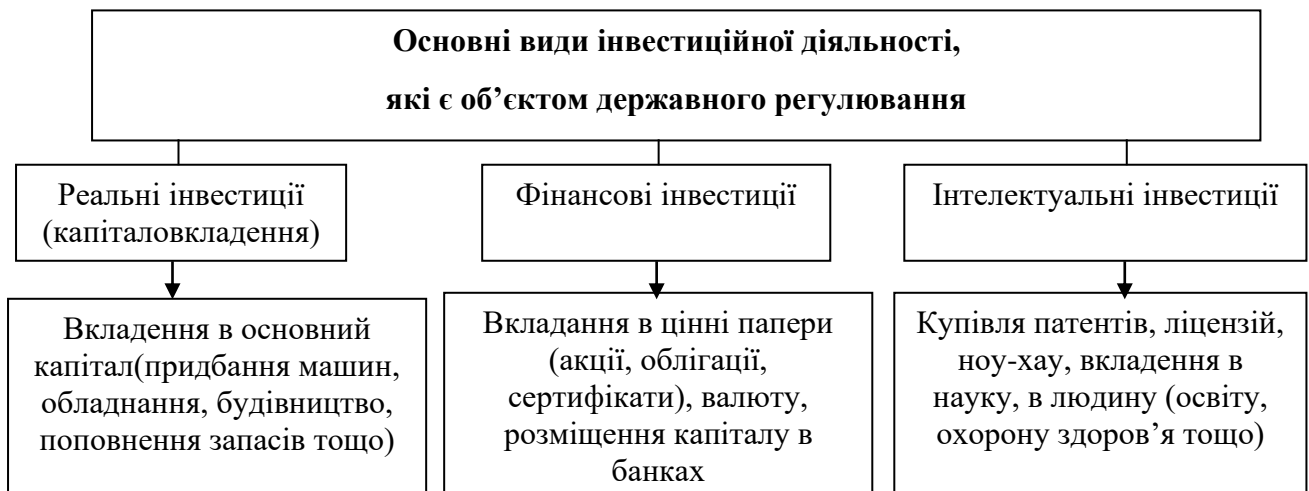 Основні види інвестиційної діяльності,
які є об’єктом державного регулювання
Реальні інвестиції
(капіталовкладення)
Фінансові інвестиції
Інтелектуальні інвестиції
Вкладення в основний
капітал(придбання машин,
обладнання, будівництво,
поповнення запасів тощо)
Вкладання в цінні папери
(акції, облігації,
сертифікати), валюту,
розміщення капіталу в
банках
Купівля патентів, ліцензій,
ноу-хау, вкладення в
науку, в людину (освіту,
охорону здоров’я тощо)